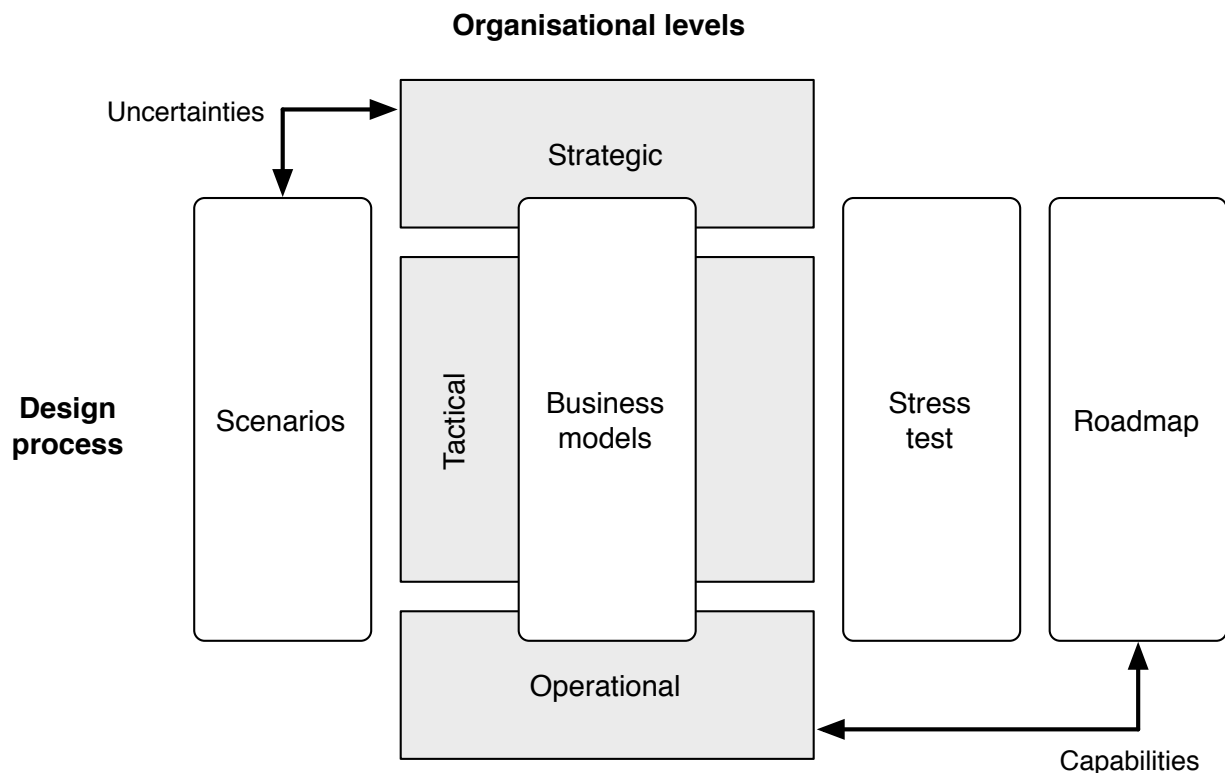 Organisational levels
Uncertainties
Strategic
Design
process
Scenarios
Tactical
Business
models
Stress
test
Roadmap
Operational
Capabilities